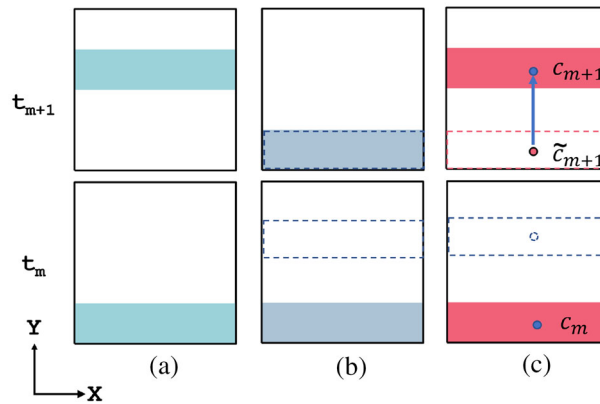 t_{m+1}
c_{m+1}
c̃_{m+1}
t_m
c_m
Y
X
(a)
(b)
(c)